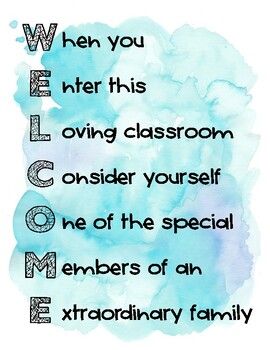 When you
Enter this
Loving classroom
Consider yourself
One of the special
Members of an
Extraordinary family